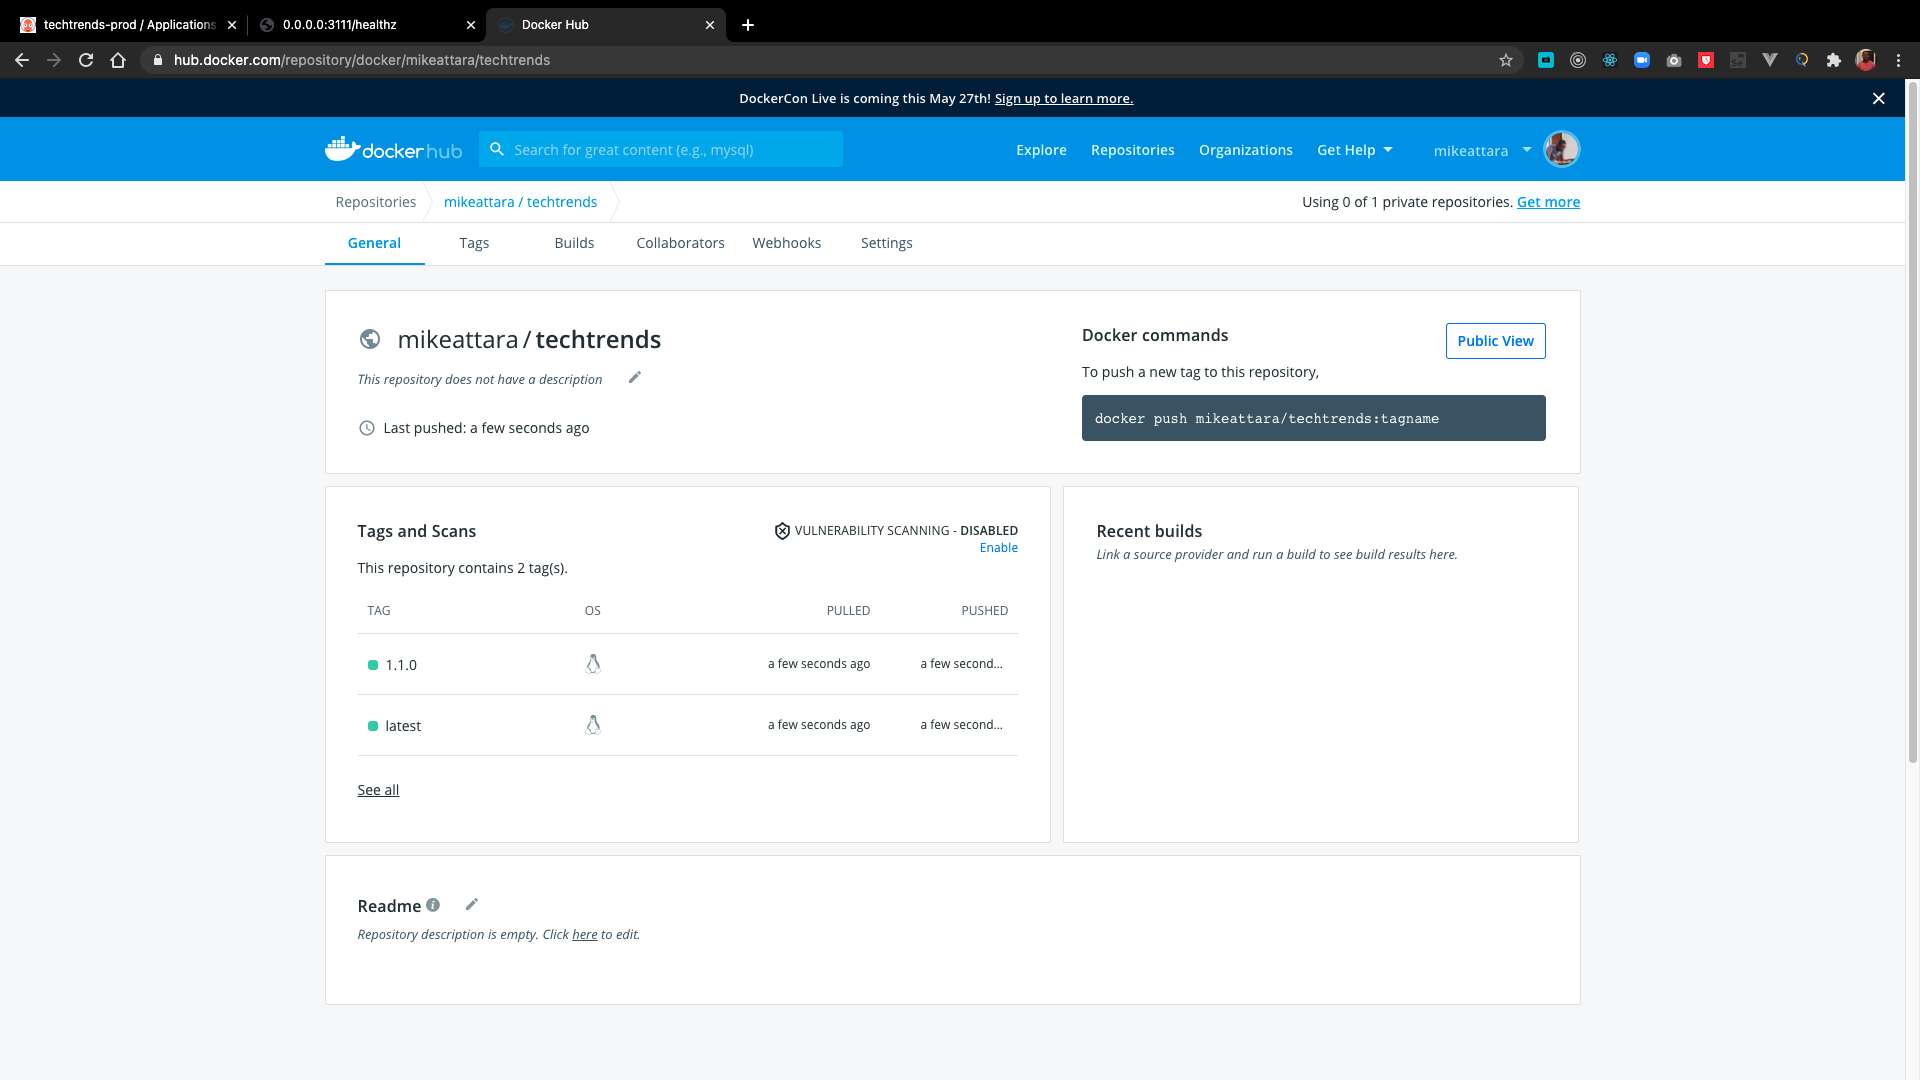 techtrends-prod / Applications
0.0.0.0:3111/healthz
Docker Hub
hub.docker.com/repository/docker/mikeattara/techtrends
DockerCon Live is coming this May 27th! Sign up to learn more.
docker hub
Search for great content (e.g., mysql)
Explore
Repositories
Organizations
Get Help
mikeattara
Repositories
mikeattara / techtrends
Using 0 of 1 private repositories. Get more
General
Tags
Builds
Collaborators
Webhooks
Settings
mikeattara / techtrends
This repository does not have a description
Last pushed: a few seconds ago
Docker commands
Public View
To push a new tag to this repository,
docker push mikeattara/techtrends:tagname
Tags and Scans
VULNERABILITY SCANNING - DISABLED
Enable
This repository contains 2 tag(s).
TAG OS PULLED PUSHED
1.1.0 a few seconds ago a few second...
latest a few seconds ago a few second...
See all
Recent builds
Link a source provider and run a build to see build results here.
Readme
Repository description is empty. Click here to edit.